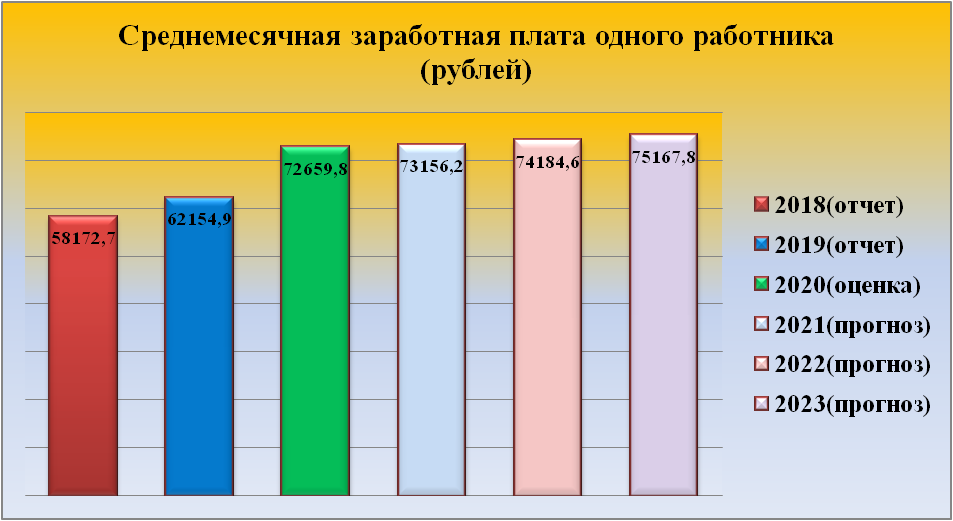 Среднемесячная заработная плата одного работника
(рублей)
58172,7
62154,9
72659,8
73156,2
74184,6
75167,8
2018(отчет)
2019(отчет)
2020(оценка)
2021(прогноз)
2022(прогноз)
2023(прогноз)